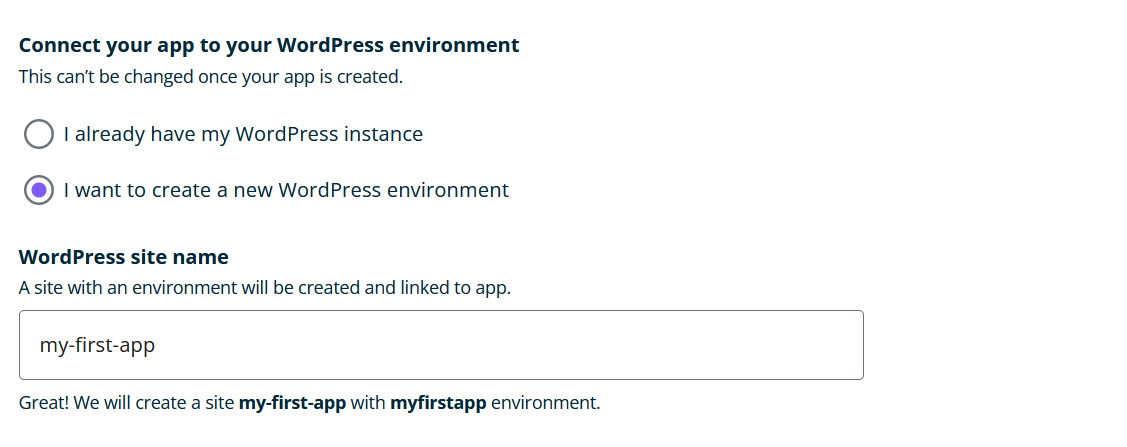 Connect your app to your WordPress environment
This can’t be changed once your app is created.
I already have my WordPress instance
I want to create a new WordPress environment
WordPress site name
A site with an environment will be created and linked to app.
my-first-app
Great! We will create a site my-first-app with myfirstapp environment.